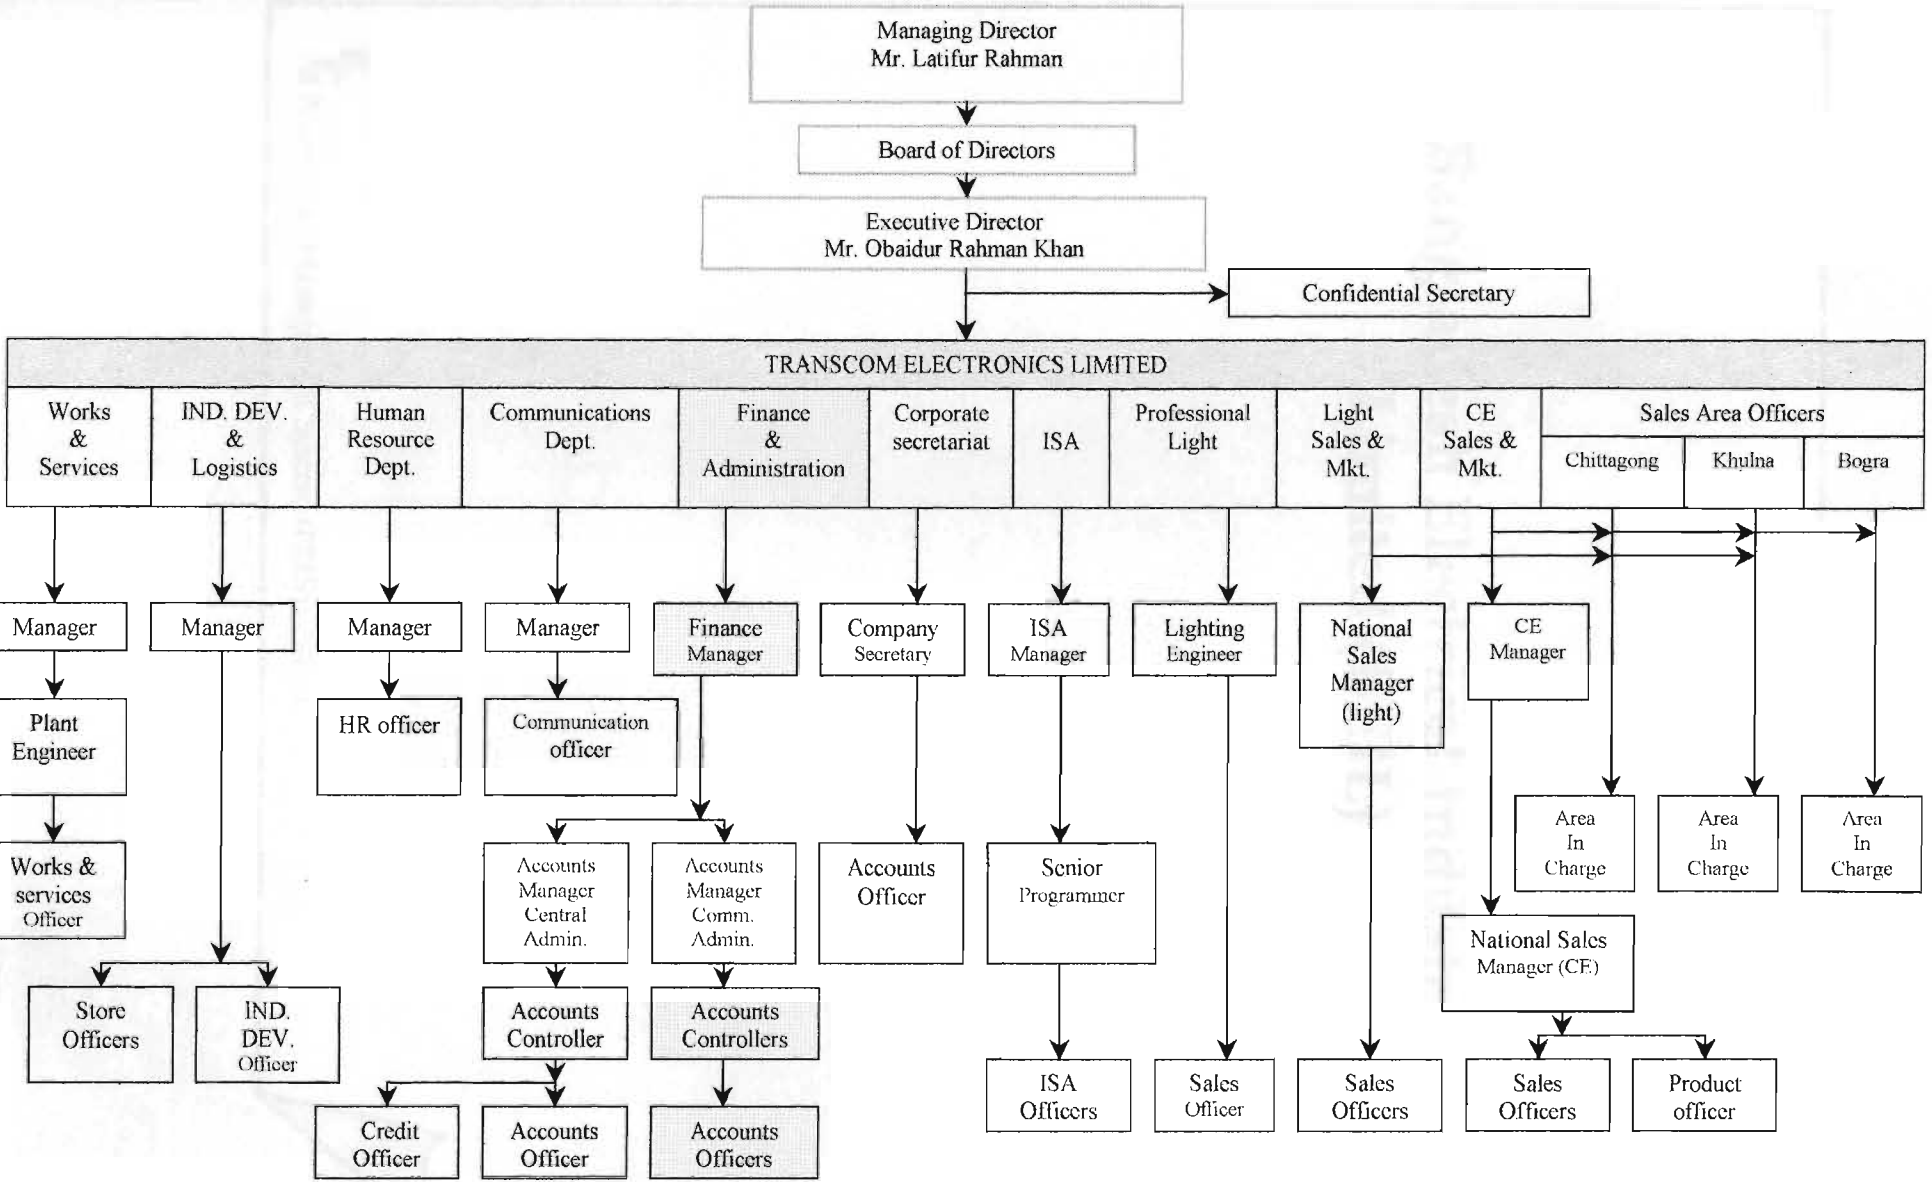 Managing Director
Mr. Latifur Rahman
Board of Directors
Executive Director
Mr. Obaidur Rahman Khan
Confidential Secretary
TRANSCOM ELECTRONICS LIMITED
Works
&
Services
IND. DEV.
&
Logistics
Human
Resource
Dept.
Communications
Dept.
Finance
&
Administration
Corporate
secretariat
ISA
Professional
Light
Light
Sales &
Mkt.
CE
Sales &
Mkt.
Sales Area Officers
Chittagong
Khulna
Bogra
Manager
Manager
Manager
Manager
Finance
Manager
Company
Secretary
ISA
Manager
Lighting
Engineer
National
Sales
Manager
(light)
CE
Manager
Plant
Engineer
HR officer
Communication
officer
Area
In
Charge
Area
In
Charge
Area
In
Charge
Works &
services
Officer
Accounts
Manager
Central
Admin.
Accounts
Manager
Comm.
Admin.
Accounts
Officer
Senior
Programmer
National Sales
Manager (CE)
Store
Officers
IND.
DEV.
Officer
Accounts
Controller
Accounts
Controllers
ISA
Officers
Sales
Officer
Sales
Officers
Sales
Officers
Product
officer
Credit
Officer
Accounts
Officer
Accounts
Officers